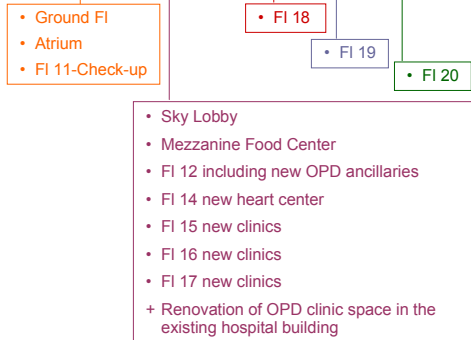 • Ground Fl
• Atrium
• Fl 11-Check-up
• Fl 18
• Fl 19
• Fl 20
• Sky Lobby
• Mezzanine Food Center
• Fl 12 including new OPD ancillaries
• Fl 14 new heart center
• Fl 15 new clinics
• Fl 16 new clinics
• Fl 17 new clinics
+ Renovation of OPD clinic space in the
existing hospital building